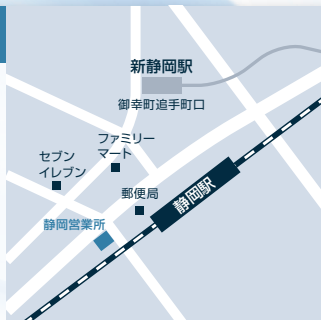 新静岡駅
御幸町追手町口
ファミリー
マート
セブン
イレブン
郵便局
静岡駅
静岡営業所